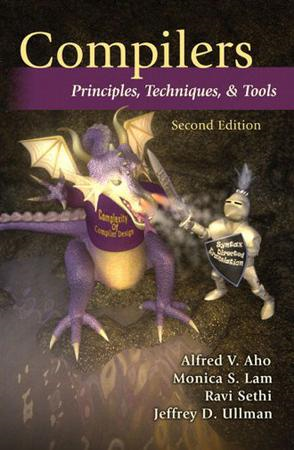 Compilers
Principles, Techniques, & Tools
Second Edition
Complexity
Of
Compiler Design
Syntax
Directed
Translation
Alfred V. Aho
Monica S. Lam
Ravi Sethi
Jeffrey D. Ullman